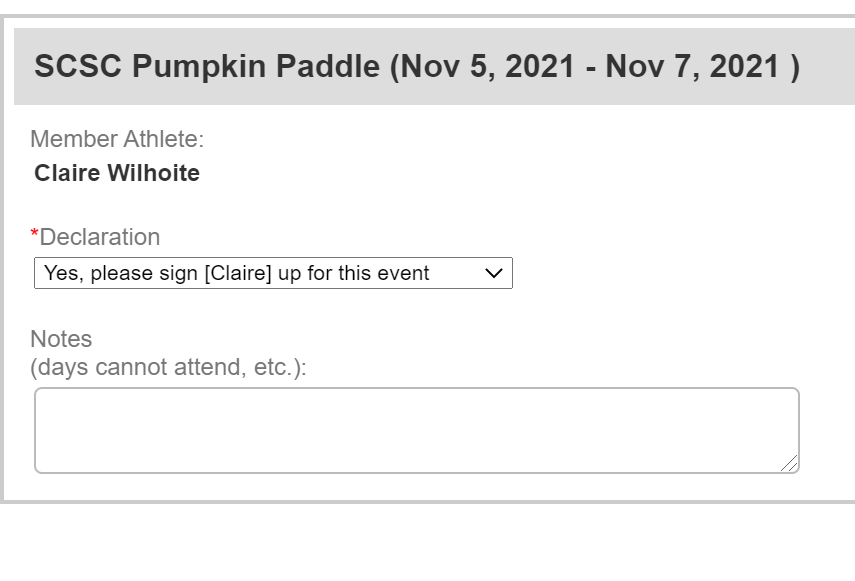 SCSC Pumpkin Paddle (Nov 5, 2021 - Nov 7, 2021 )
Member Athlete:
Claire Wilhoite
*Declaration
Yes, please sign [Claire] up for this event
Notes
(days cannot attend, etc.):